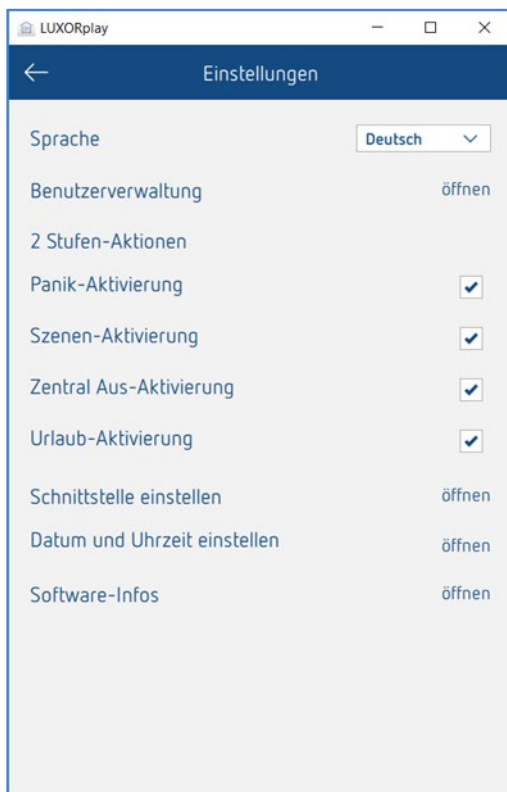 LUXORplay
Einstellungen
Sprache Deutsch
Benutzerverwaltung öffnen
2 Stufen-Aktionen
Panik-Aktivierung
Szenen-Aktivierung
Zentral Aus-Aktivierung
Urlaub-Aktivierung
Schnittstelle einstellen öffnen
Datum und Uhrzeit einstellen öffnen
Software-Infos öffnen